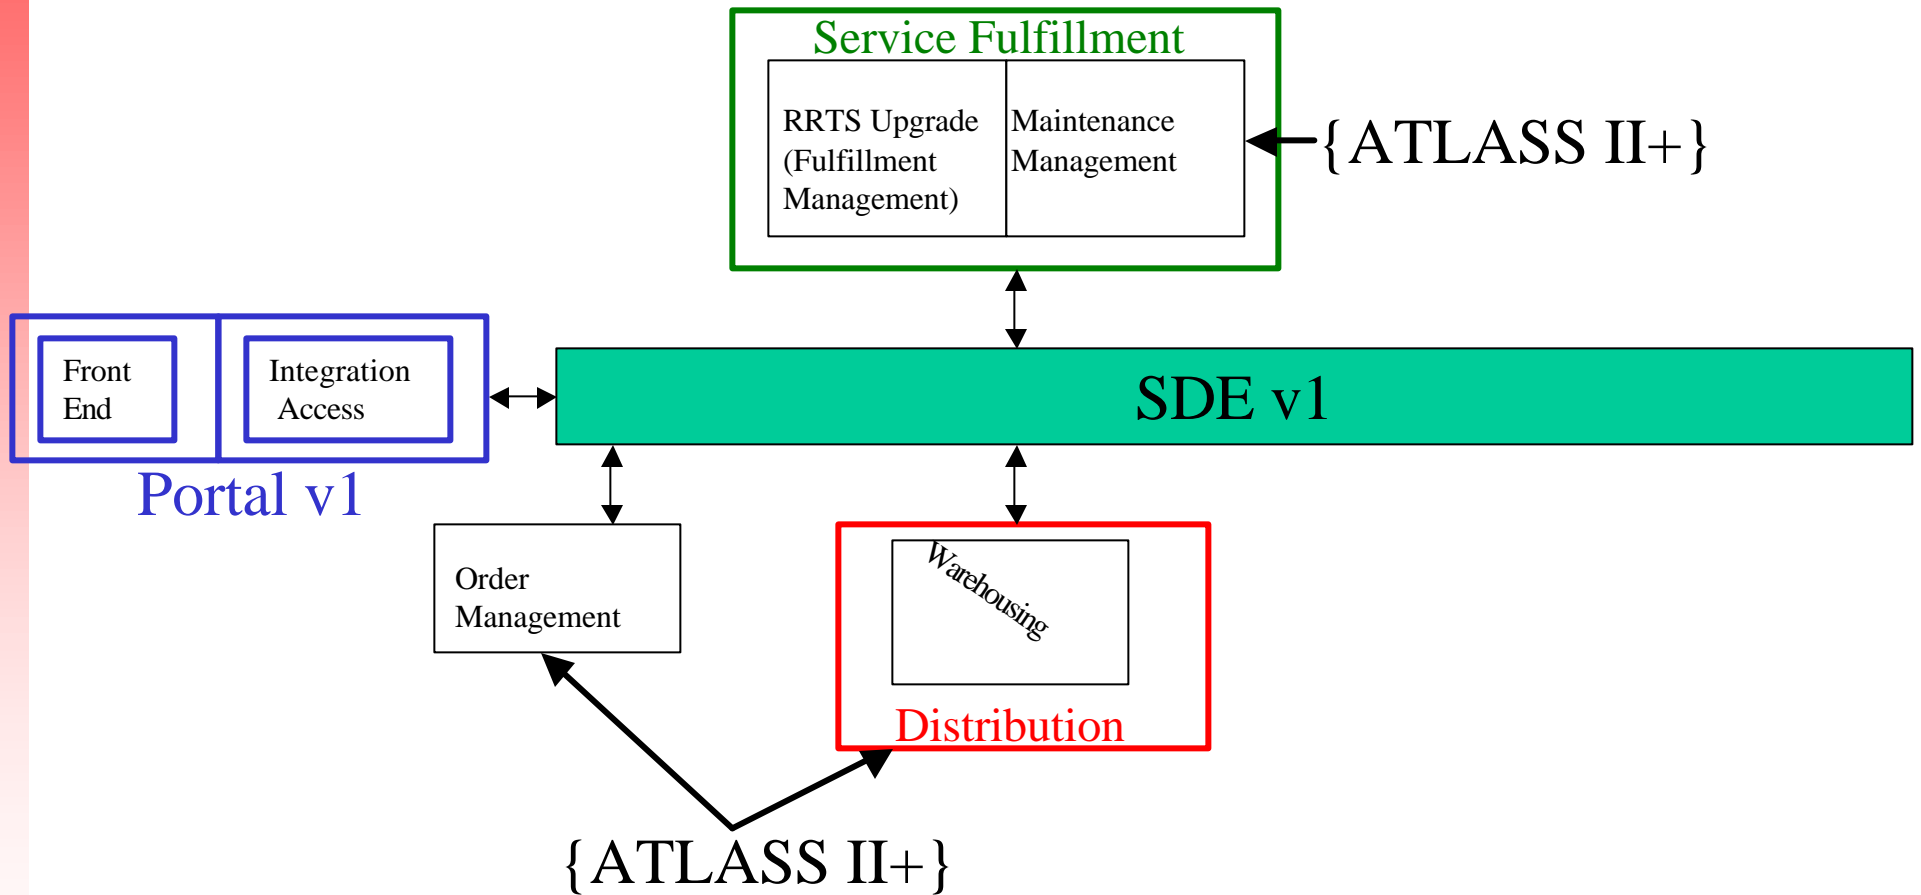 Service Fulfillment
RRTS Upgrade
(Fulfillment
Management)
Maintenance
Management
{ATLASS II+}
Front
End
Integration
Access
SDE v1
Portal v1
Order
Management
Warehousing
Distribution
{ATLASS II+}